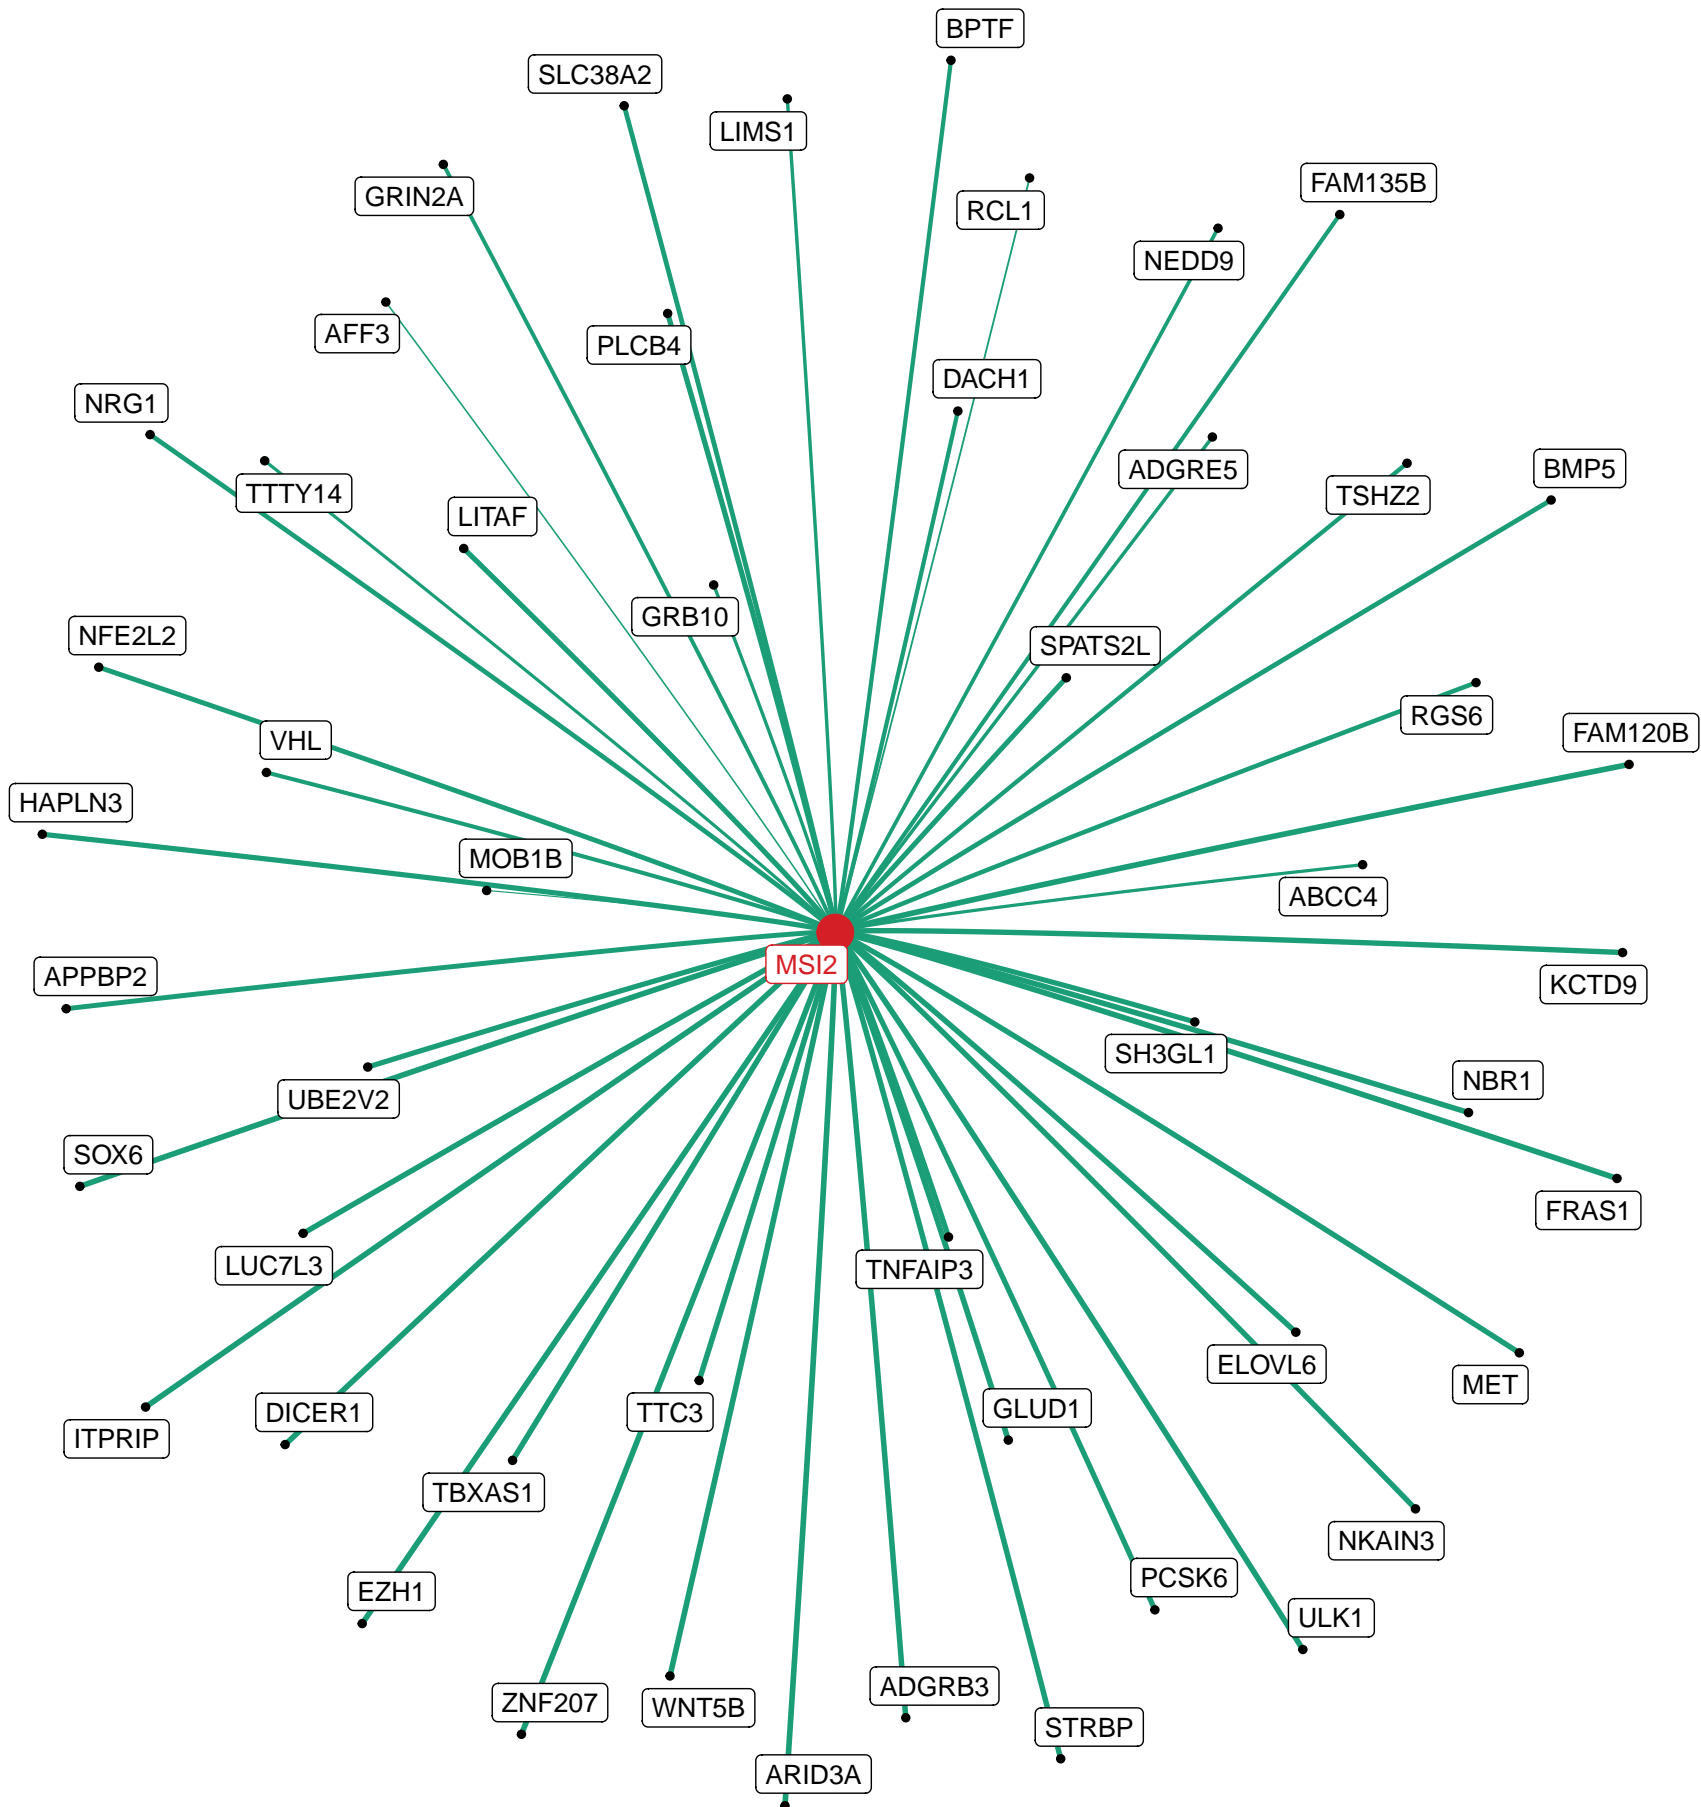 BPTF
SLC38A2
LIMS1
FAM135B
GRIN2A
RCL1
NEDD9
AFF3
PLCB4
DACH1
NRG1
ADGRE5
BMP5
TTTY14
TSHZ2
LITAF
GRB10
NFE2L2
SPATS2L
RGS6
VHL
FAM120B
HAPLN3
MOB1B
ABCC4
MSI2
APPBP2
KCTD9
SH3GL1
NBR1
UBE2V2
SOX6
FRAS1
LUC7L3
TNFAIP3
ELOVL6
MET
GLUD1
DICER1
TTC3
ITPRIP
TBXAS1
NKAIN3
PCSK6
EZH1
ULK1
ADGRB3
ZNF207
WNT5B
STRBP
ARID3A